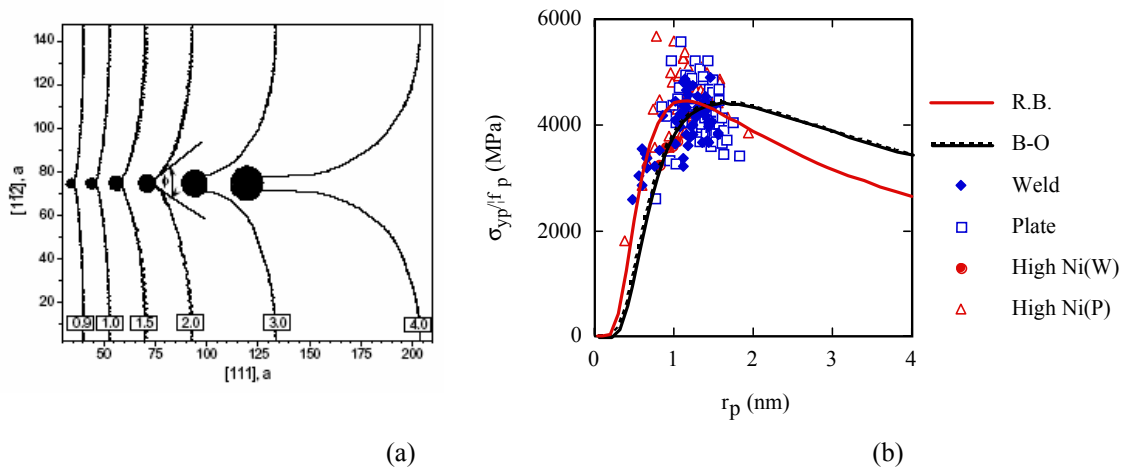 140
120
100
80
60
40
20
[11̄2], a
0.9 1.0 1.5 2.0 3.0 4.0
50 75 100 125 150 175 200
[111], a
(a)
6000
4000
2000
0
σyp/√fp (MPa)
0 1 2 3 4
rp (nm)
R.B.
B-O
Weld
Plate
High Ni(W)
High Ni(P)
(b)